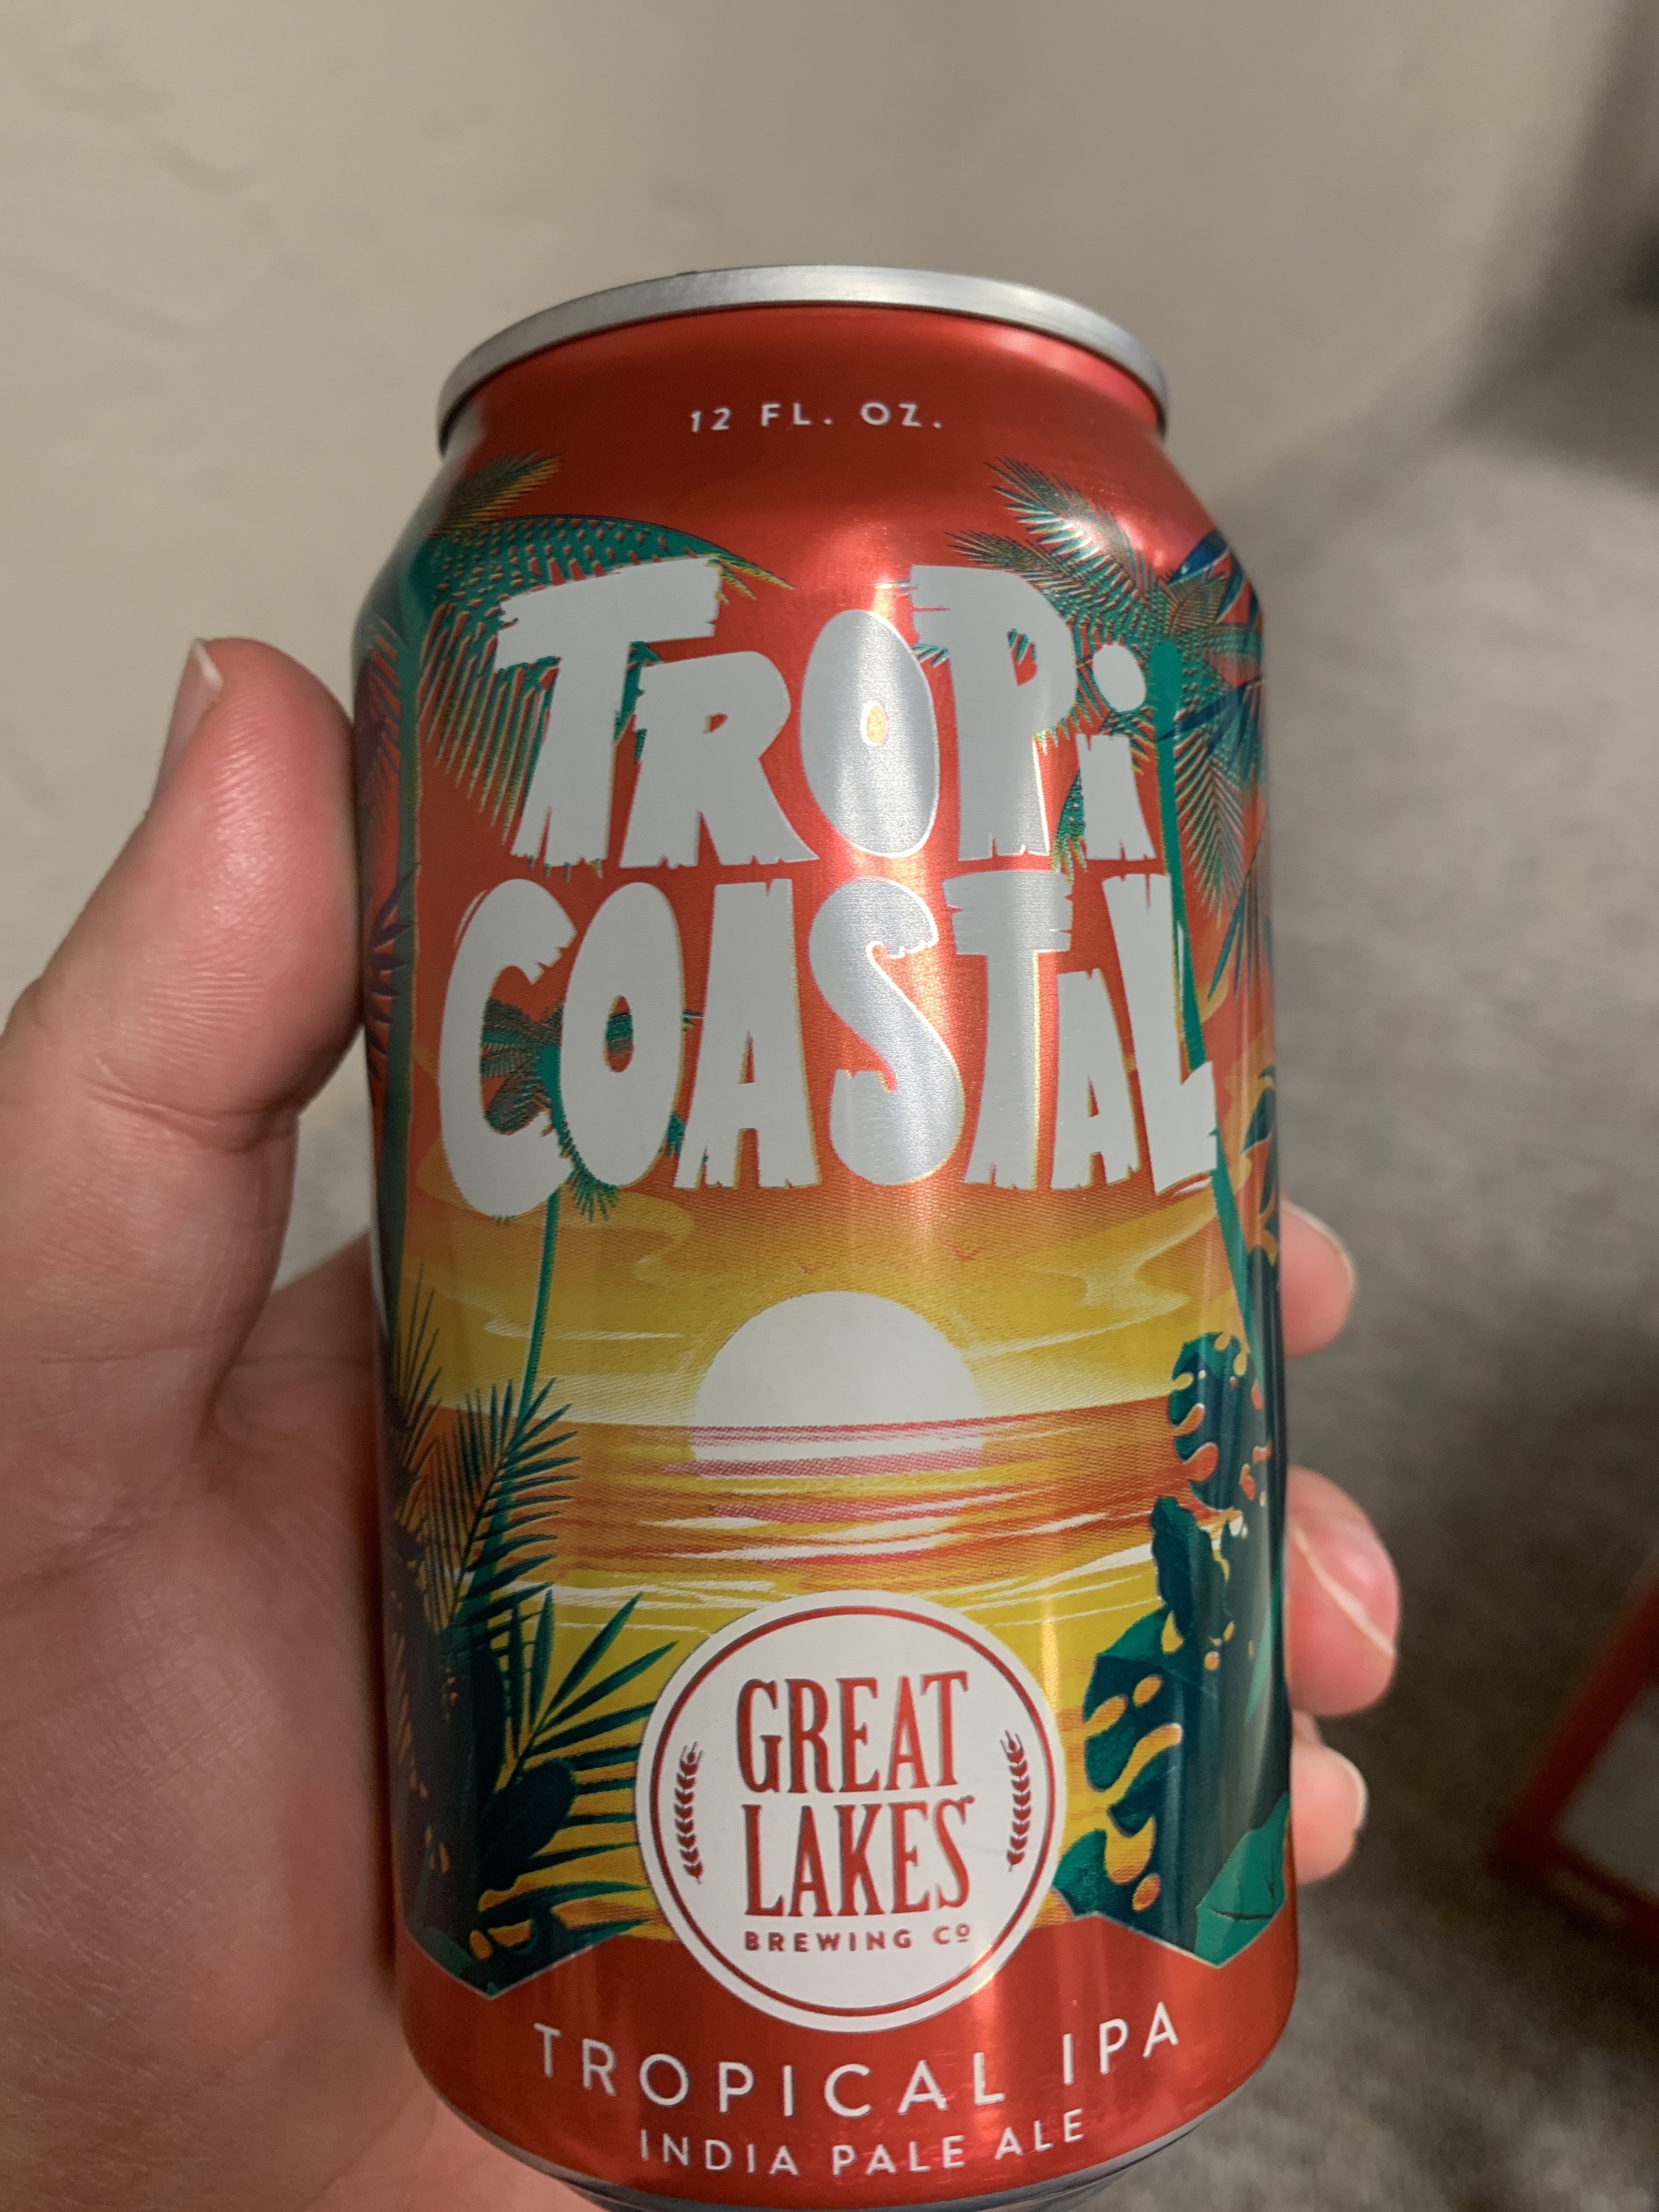 12 FL. OZ.
TROPi
COASTAL
GREAT
LAKES
BREWING Cº
TROPICAL IPA
INDIA PALE ALE